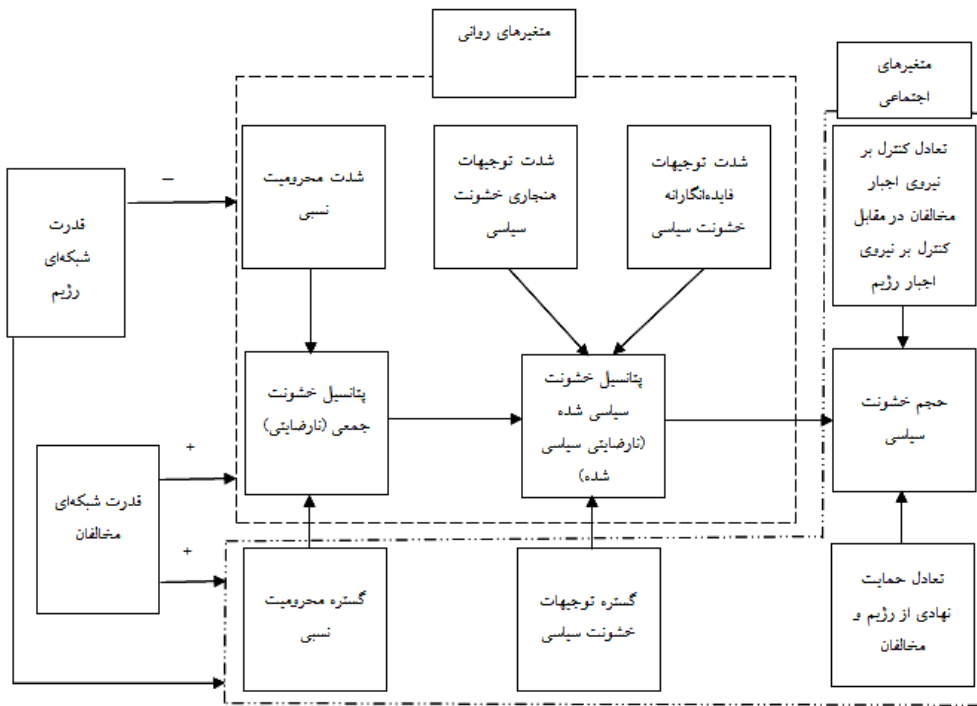 متغیرهای روانی
متغیرهای
اجتماعی
تعادل کنترل بر
نیروی اجبار
مخالفان در مقابل
کنترل بر نیروی
اجبار رژیم
شدت توجیهات
فایده‌انگارانه
خشونت سیاسی
شدت توجیهات
هنجاری خشونت
سیاسی
شدت محرومیت
نسبی
–
قدرت
شبکه‌ای
رژیم
حجم خشونت
سیاسی
پتانسیل خشونت
سیاسی شده
(نارضایتی سیاسی
شده)
پتانسیل خشونت
جمعی (نارضایتی)
+
قدرت شبکه‌ای
مخالفان
+
تعادل حمایت
نهادی از رژیم و
مخالفان
گستره توجیهات
خشونت سیاسی
گستره محرومیت
نسبی